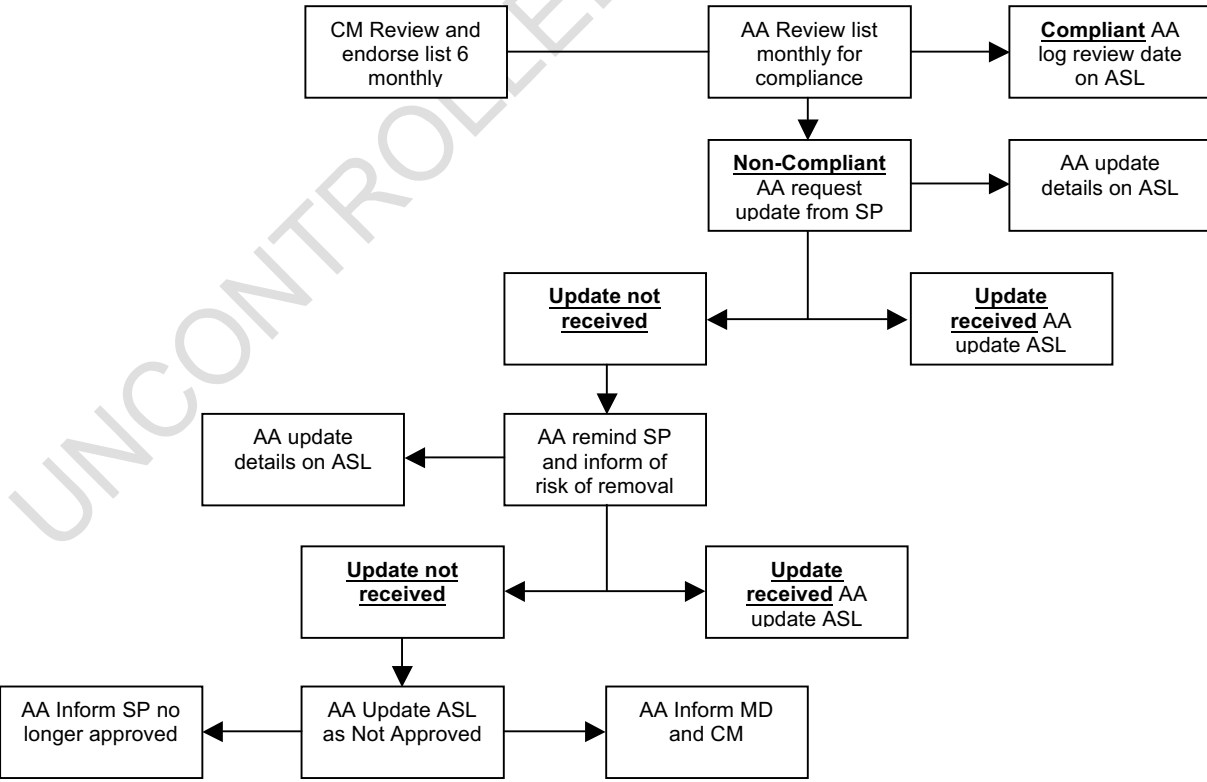 CM Review and
endorse list 6
monthly
AA Review list
monthly for
compliance
Compliant AA
log review date
on ASL
Non-Compliant
AA request
update from SP
AA update
details on ASL
Update not
received
Update
received AA
update ASL
AA update
details on ASL
AA remind SP
and inform of
risk of removal
Update not
received
Update
received AA
update ASL
AA Inform SP no
longer approved
AA Update ASL
as Not Approved
AA Inform MD
and CM
UNCONTROLLE